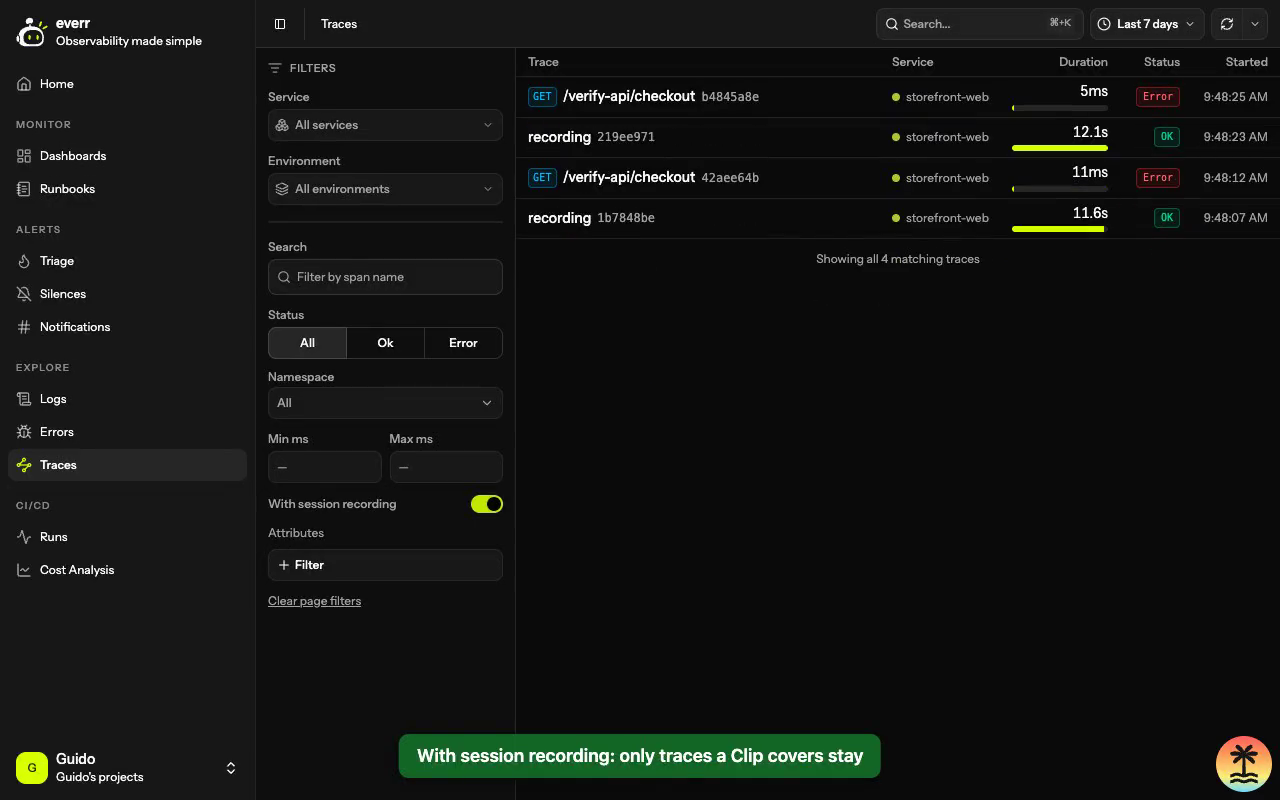 everr
Observability made simple
Home
MONITOR
Dashboards
Runbooks
ALERTS
Triage
Silences
Notifications
EXPLORE
Logs
Errors
Traces
CI/CD
Runs
Cost Analysis
G
Guido
Guido's projects
Traces
Search...
⌘+K
Last 7 days
FILTERS
Service
All services
Environment
All environments
Search
Filter by span name
Status
All Ok Error
Namespace
All
Min ms Max ms
— —
With session recording
Attributes
+ Filter
Clear page filters
Trace Service Duration Status Started
GET /verify-api/checkout b4845a8e storefront-web 5ms Error 9:48:25 AM
recording 219ee971 storefront-web 12.1s OK 9:48:23 AM
GET /verify-api/checkout 42aee64b storefront-web 11ms Error 9:48:12 AM
recording 1b7848be storefront-web 11.6s OK 9:48:07 AM
Showing all 4 matching traces
With session recording: only traces a Clip covers stay